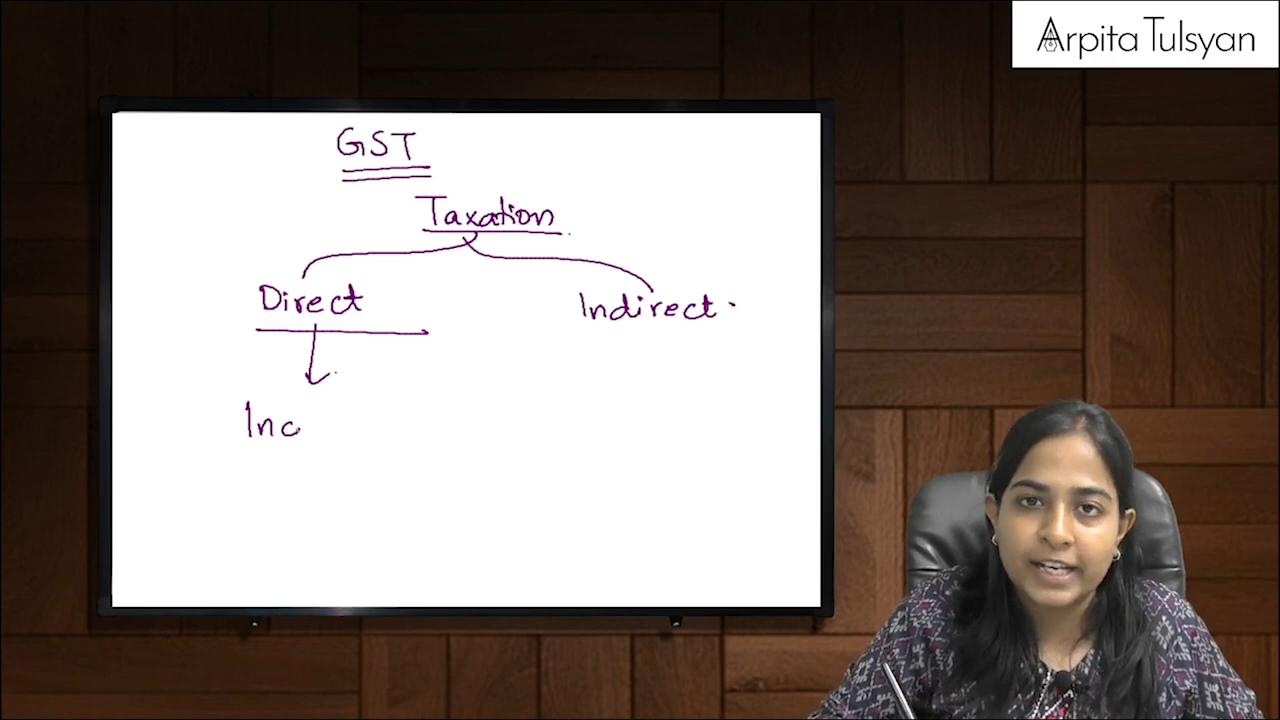 Arpita Tulsyan
GST
Taxation
Direct
Indirect
Inc